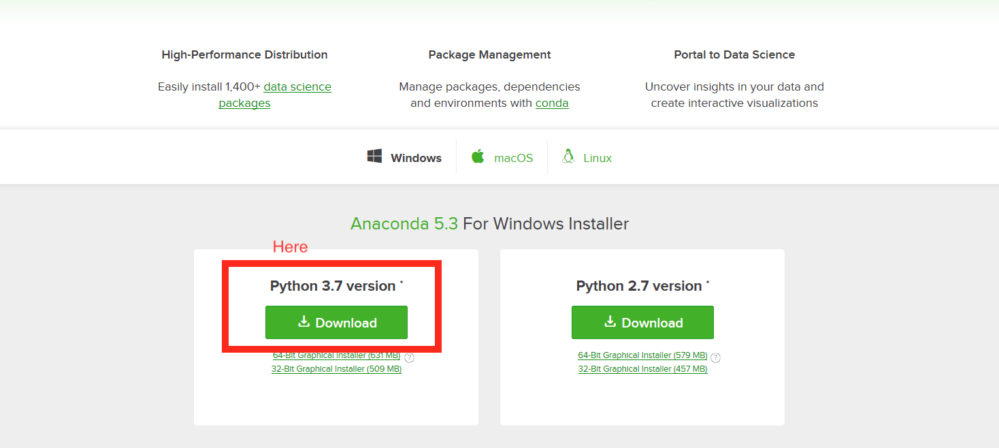 High-Performance Distribution
Easily install 1,400+ data science
packages
Package Management
Manage packages, dependencies
and environments with conda
Portal to Data Science
Uncover insights in your data and
create interactive visualizations
Windows
macOS
Linux
Anaconda 5.3 For Windows Installer
Here
Python 3.7 version *
Download
64-Bit Graphical Installer (631 MB) ?
32-Bit Graphical Installer (509 MB)
Python 2.7 version *
Download
64-Bit Graphical Installer (579 MB) ?
32-Bit Graphical Installer (457 MB)